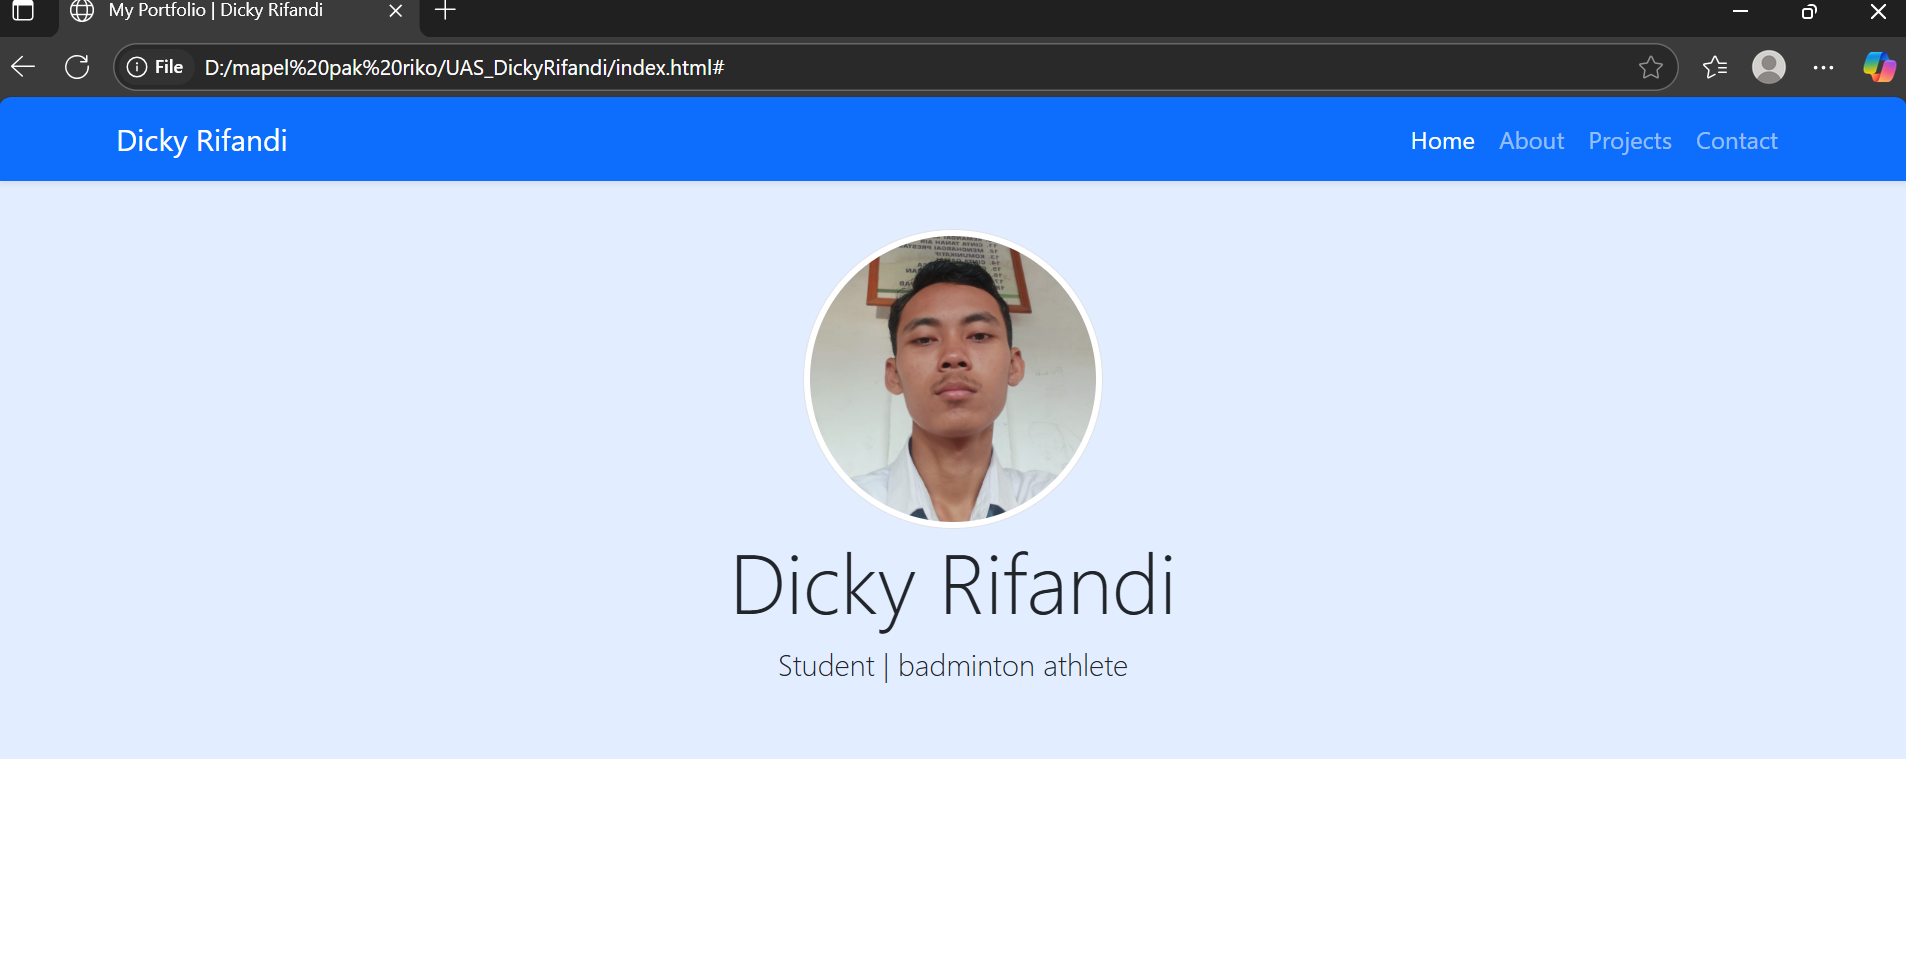 My Portfolio | Dicky Rifandi
File D:/mapel%20pak%20riko/UAS_DickyRifandi/index.html#
Dicky Rifandi Home About Projects Contact
Dicky Rifandi
Student | badminton athlete